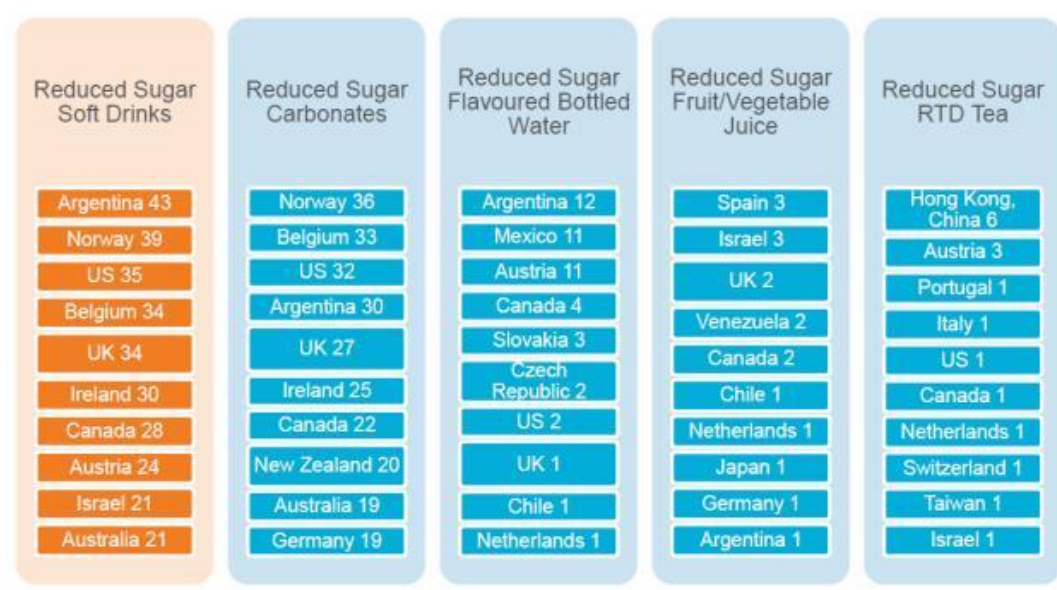 Reduced Sugar
Soft Drinks
Argentina 43
Norway 39
US 35
Belgium 34
UK 34
Ireland 30
Canada 28
Austria 24
Israel 21
Australia 21
Reduced Sugar
Carbonates
Norway 36
Belgium 33
US 32
Argentina 30
UK 27
Ireland 25
Canada 22
New Zealand 20
Australia 19
Germany 19
Reduced Sugar
Flavoured Bottled
Water
Argentina 12
Mexico 11
Austria 11
Canada 4
Slovakia 3
Czech
Republic 2
US 2
UK 1
Chile 1
Netherlands 1
Reduced Sugar
Fruit/Vegetable
Juice
Spain 3
Israel 3
UK 2
Venezuela 2
Canada 2
Chile 1
Netherlands 1
Japan 1
Germany 1
Argentina 1
Reduced Sugar
RTD Tea
Hong Kong,
China 6
Austria 3
Portugal 1
Italy 1
US 1
Canada 1
Netherlands 1
Switzerland 1
Taiwan 1
Israel 1